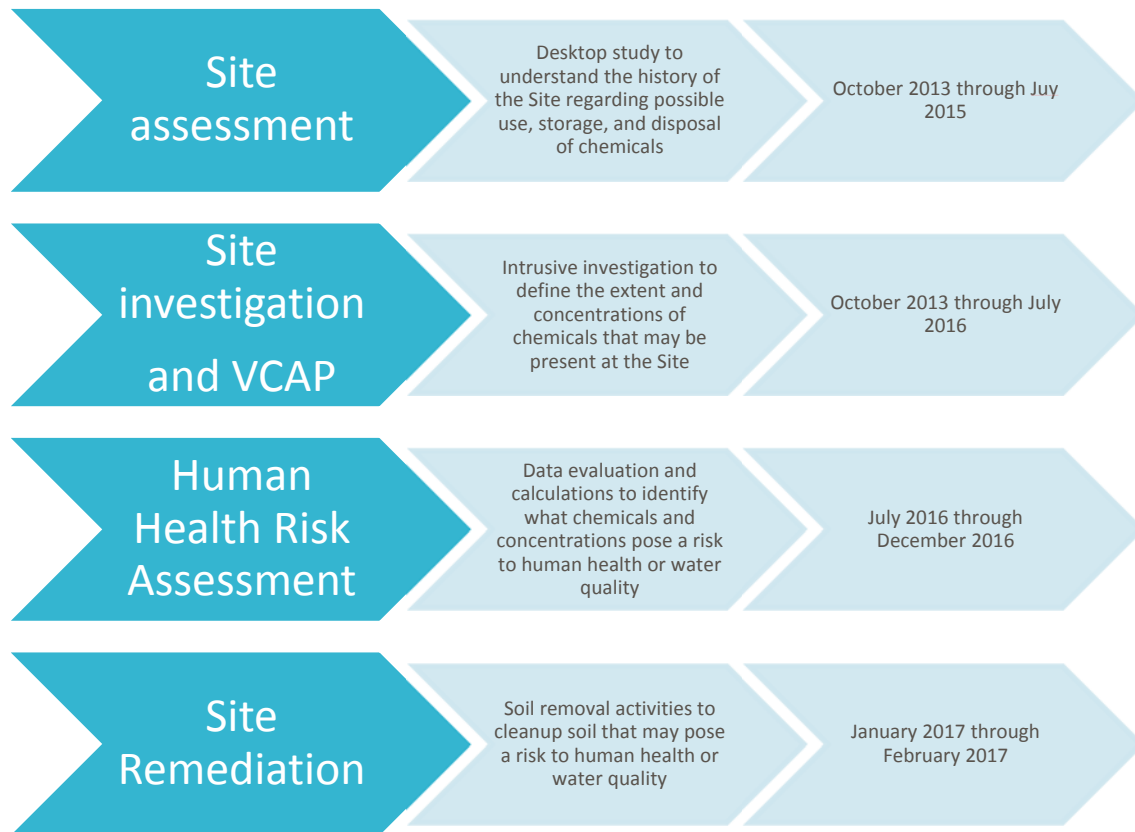 Site
assessment
Desktop study to
understand the history of
the Site regarding possible
use, storage, and disposal
of chemicals
October 2013 through Juy
2015
Site
investigation
and VCAP
Intrusive investigation to
define the extent and
concentrations of
chemicals that may be
present at the Site
October 2013 through July
2016
Human
Health Risk
Assessment
Data evaluation and
calculations to identify
what chemicals and
concentrations pose a risk
to human health or water
quality
July 2016 through
December 2016
Site
Remediation
Soil removal activities to
cleanup soil that may pose
a risk to human health or
water quality
January 2017 through
February 2017